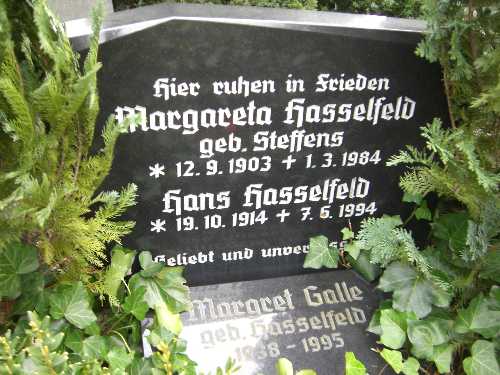 Hier ruhen in Frieden
Margareta Hasselfeld
geb. Steffens
* 12. 9. 1903 + 1. 3. 1984
Hans Hasselfeld
* 19. 10. 1914 + 7. 6. 1994
Geliebt und
Margret Galle
geb. Hasselfeld
1938 - 1995